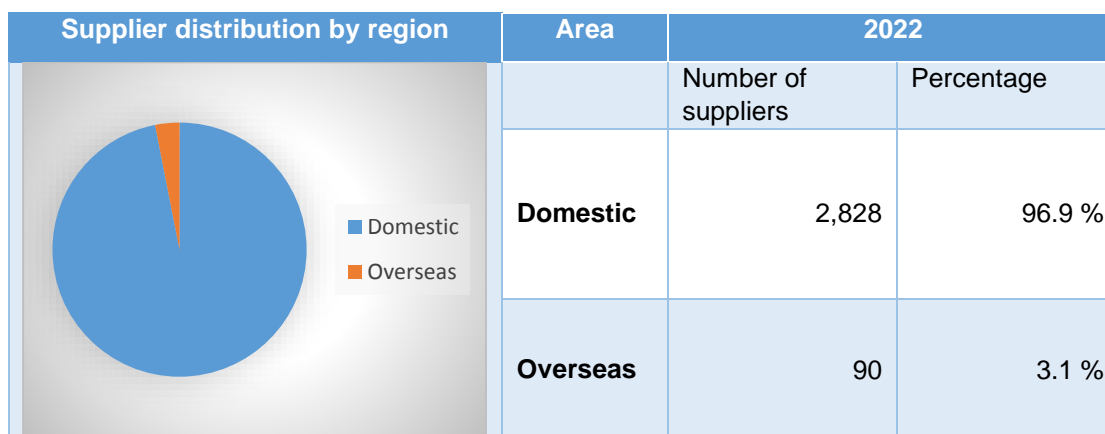 Supplier distribution by region
Area
2022
Number of
suppliers
Percentage
Domestic
Overseas
Domestic
2,828
96.9 %
Overseas
90
3.1 %